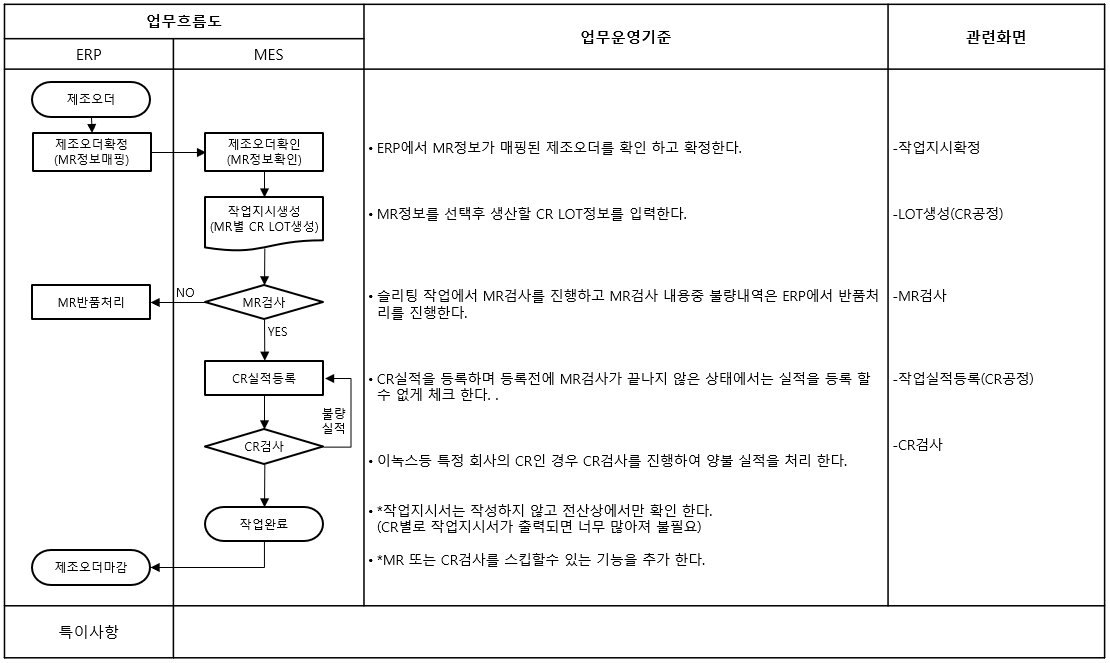 업무흐름도
업무운영기준
관련화면
ERP
MES
제조오더
제조오더확정
(MR정보매핑)
제조오더확인
(MR정보확인)
• ERP에서 MR정보가 매핑된 제조오더를 확인 하고 확정한다.
-작업지시확정
작업지시생성
(MR별 CR LOT생성)
• MR정보를 선택후 생산할 CR LOT정보를 입력한다.
-LOT생성(CR공정)
MR반품처리
NO
MR검사
YES
• 슬리팅 작업에서 MR검사를 진행하고 MR검사 내용중 불량내역은 ERP에서 반품처
리를 진행한다.
-MR검사
CR실적등록
• CR실적을 등록하며 등록전에 MR검사가 끝나지 않은 상태에서는 실적을 등록 할
수 없게 체크 한다. .
-작업실적등록(CR공정)
불량
실적
CR검사
-CR검사
• 이녹스등 특정 회사의 CR인 경우 CR검사를 진행하여 양불 실적을 처리 한다.
작업완료
• *작업지시서는 작성하지 않고 전산상에서만 확인 한다.
(CR별로 작업지시서가 출력되면 너무 많아져 불필요)
제조오더마감
• *MR 또는 CR검사를 스킵할수 있는 기능을 추가 한다.
특이사항